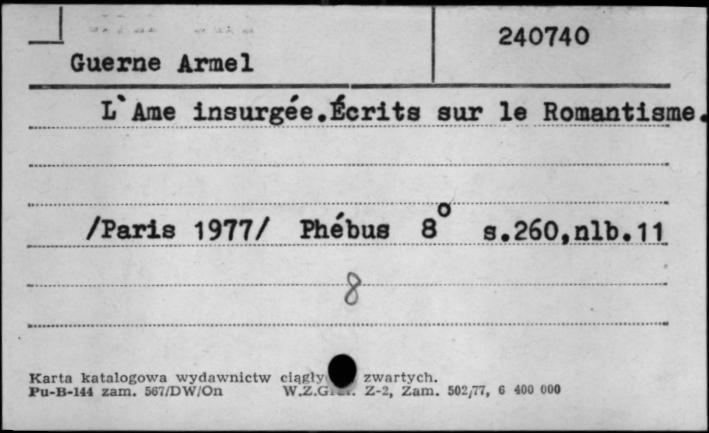 240740
Guerne Armel
L`Ame insurgée.Écrits sur le Romantisme.
/Paris 1977/ Phébus 8° s.260,nlb.11
8
Karta katalogowa wydawnictw zwartych.
Pu-B-144 zam. 567/DW/On Z-2, Zam. 502/77, 6 400 000